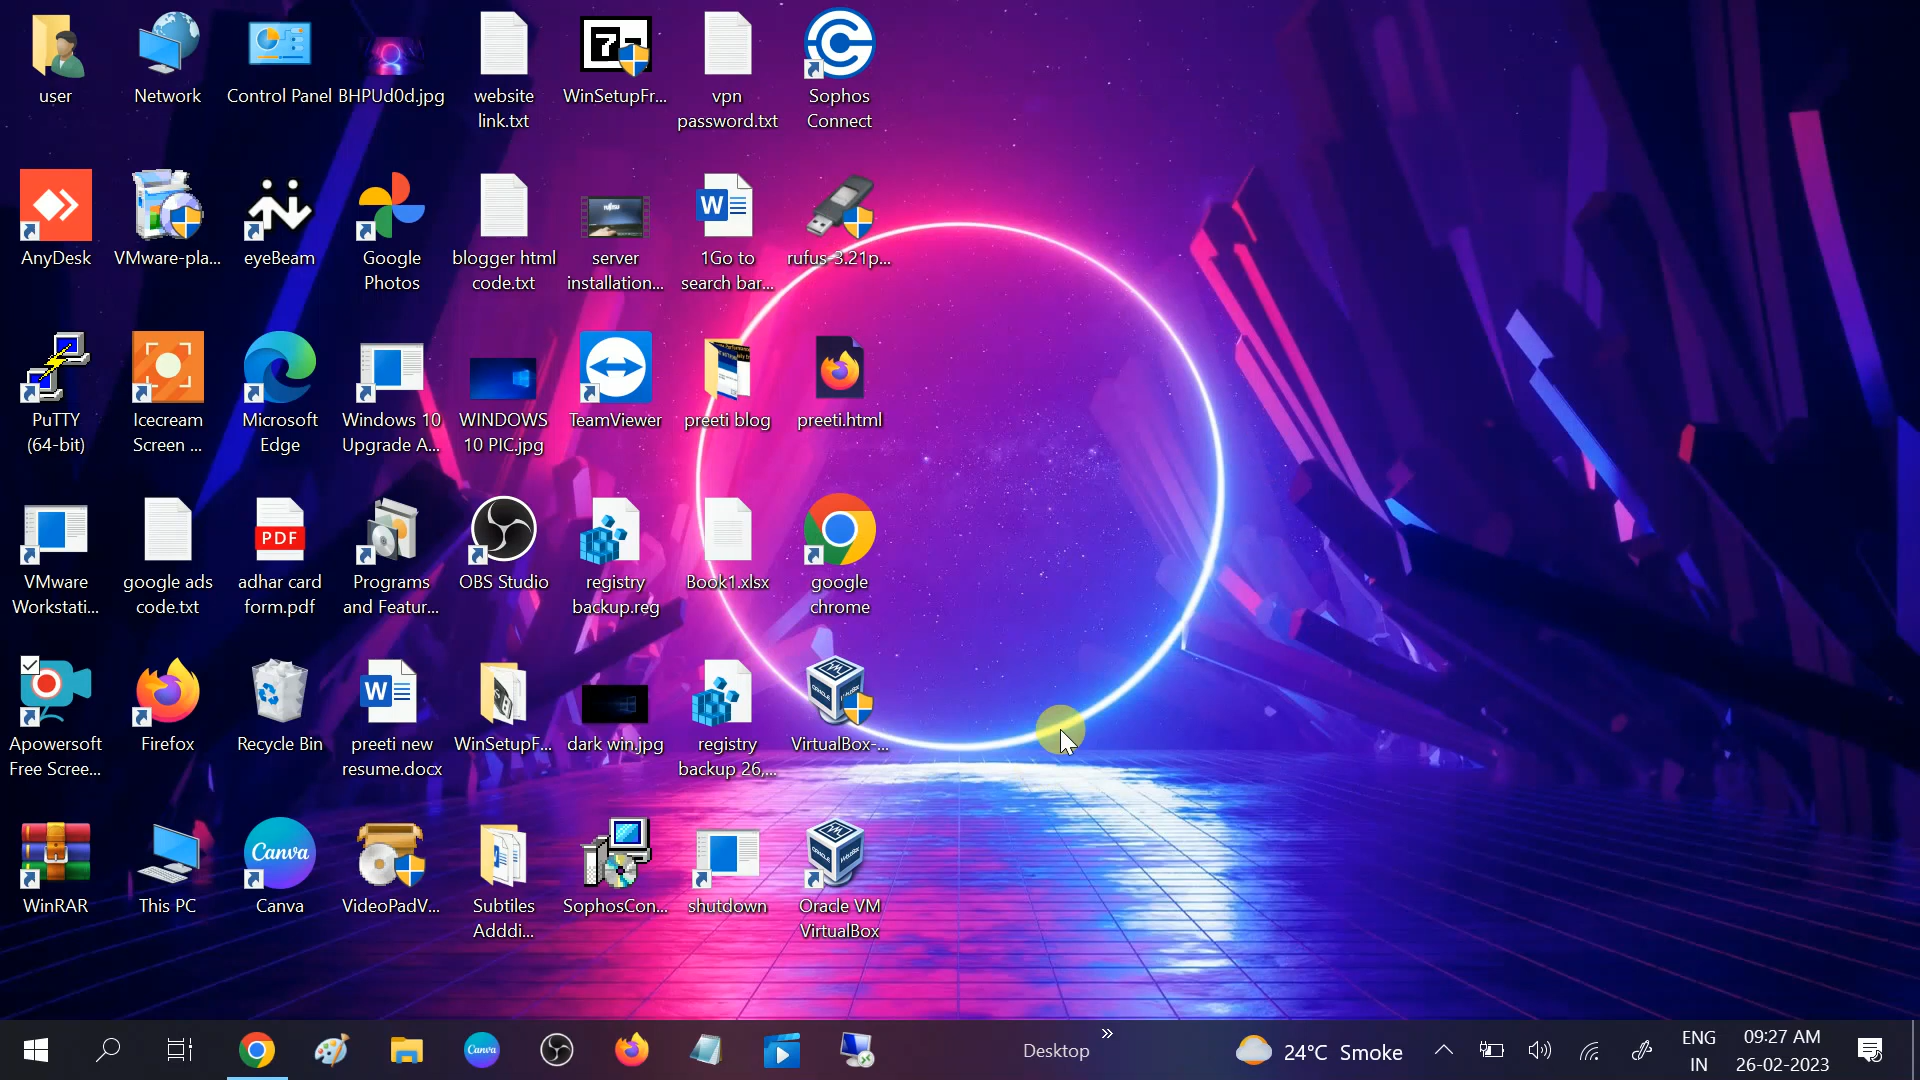 user
Network
Control Panel
BHPUd0d.jpg
website
link.txt
WinSetupFr...
vpn
password.txt
Sophos
Connect
AnyDesk
VMware-pla...
eyeBeam
Google
Photos
blogger html
code.txt
server
installation...
1Go to
search bar...
rufus-3.21p...
PuTTY
(64-bit)
Icecream
Screen ...
Microsoft
Edge
Windows 10
Upgrade A...
WINDOWS
10 PIC.jpg
TeamViewer
preeti blog
preeti.html
VMware
Workstati...
google ads
code.txt
PDF
adhar card
form.pdf
Programs
and Featur...
OBS Studio
registry
backup.reg
Book1.xlsx
google
chrome
Apowersoft
Free Scree...
Firefox
Recycle Bin
preeti new
resume.docx
WinSetupF...
dark win.jpg
registry
backup 26,...
VirtualBox-...
WinRAR
This PC
Canva
Canva
VideoPadV...
Subtiles
Adddi...
SophosCon...
shutdown
Oracle VM
VirtualBox
Canva
Desktop
24°C Smoke
ENG
IN
09:27 AM
26-02-2023